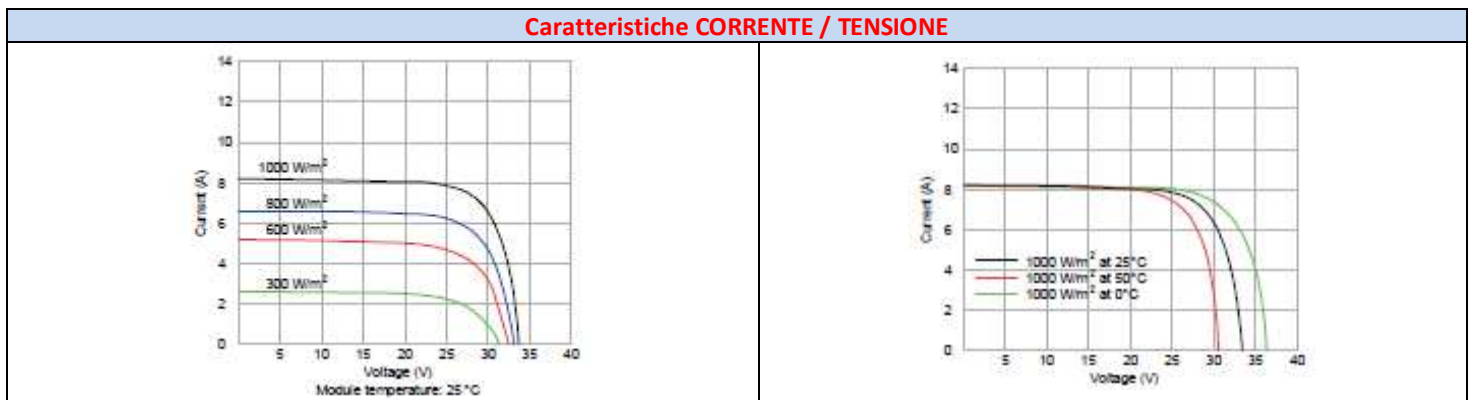 Caratteristiche CORRENTE / TENSIONE
14
12
10
8
6
4
2
0
Current (A)
1000 W/m²
800 W/m²
600 W/m²
300 W/m²
5 10 15 20 25 30 35 40
Voltage (V)
Module temperature: 25°C
14
12
10
8
6
4
2
0
Current (A)
1000 W/m² at 25°C
1000 W/m² at 50°C
1000 W/m² at 0°C
5 10 15 20 25 30 35 40
Voltage (V)